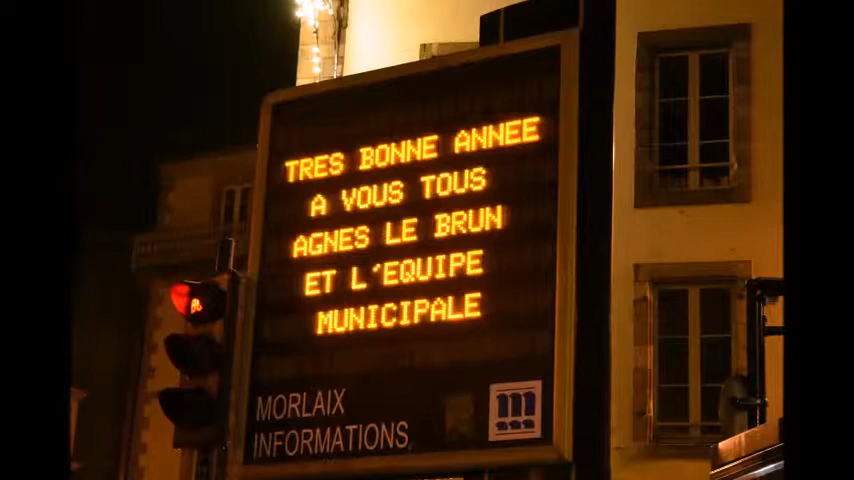 TRES BONNE ANNEE
A VOUS TOUS
AGNES LE BRUN
ET L'EQUIPE
MUNICIPALE
MORLAIX
INFORMATIONS